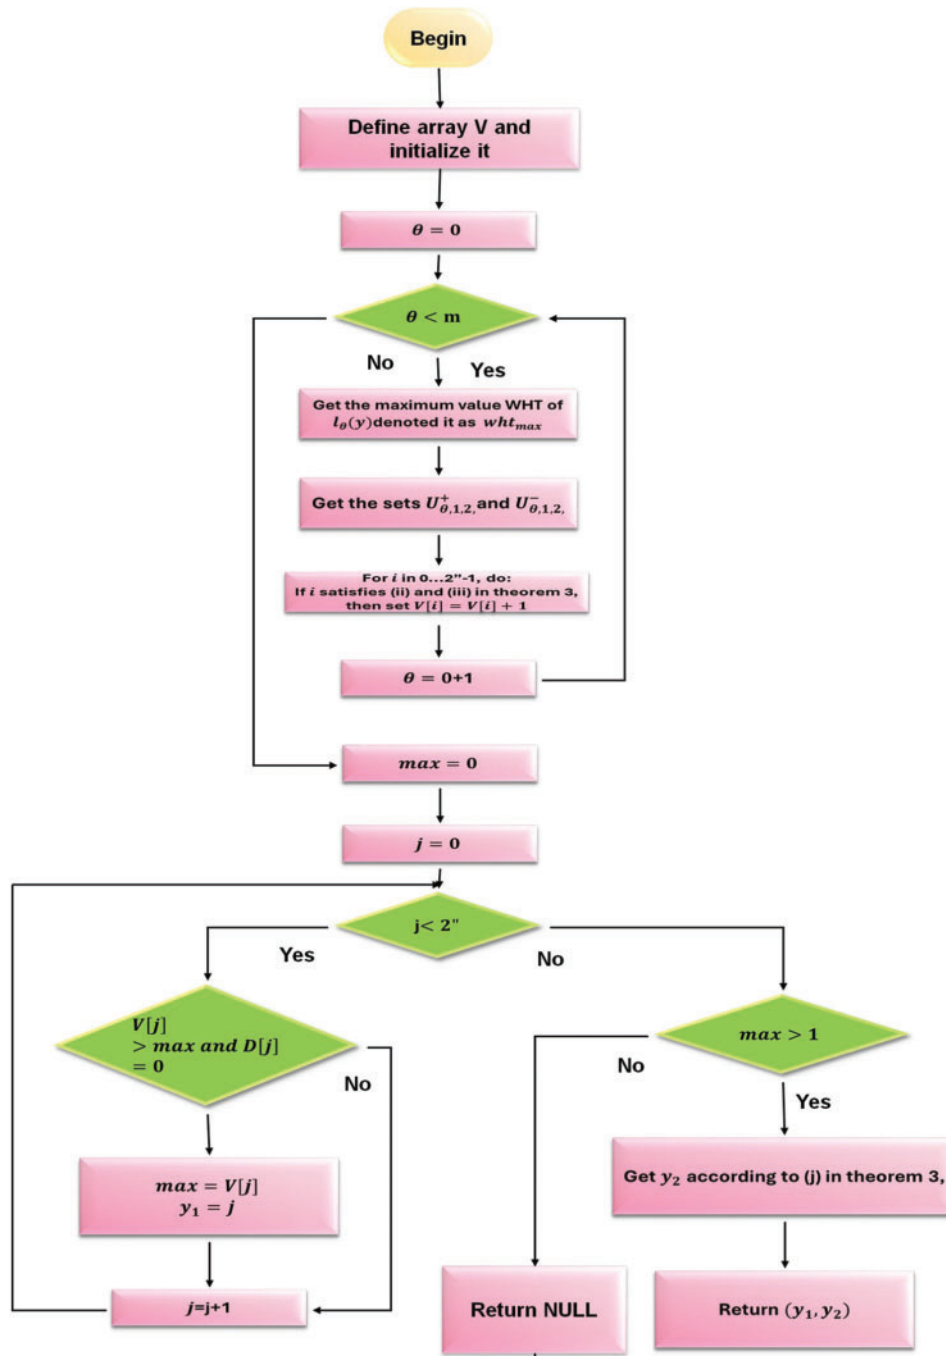 Begin
Define array V and
initialize it
θ = 0
θ < m
No
Yes
Get the maximum value WHT of
l_θ(y)denoted it as wht_max
Get the sets U⁺_θ,1,2, and U⁻_θ,1,2,
For i in 0...2"-1, do:
If i satisfies (ii) and (iii) in theorem 3,
then set V[i] = V[i] + 1
θ = 0+1
max = 0
j = 0
j< 2"
Yes
No
V[j]
> max and D[j]
= 0
No
max > 1
No
Yes
max = V[j]
y₁ = j
Get y₂ according to (j) in theorem 3,
j=j+1
Return NULL
Return (y₁, y₂)